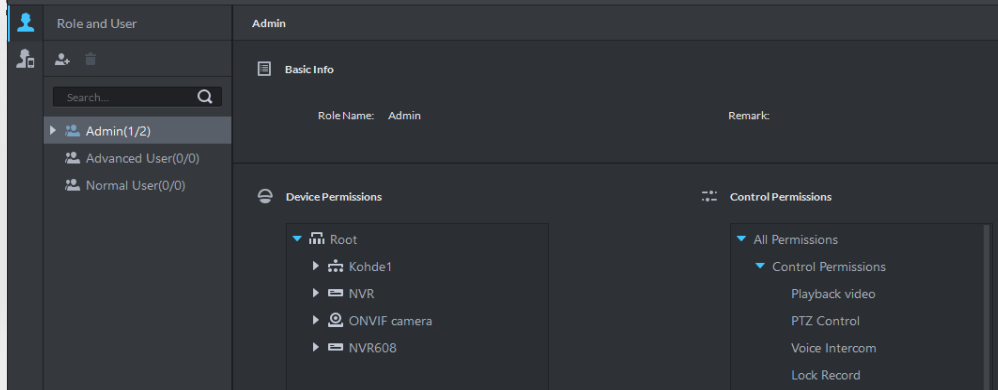 Role and User
Admin
Search...
Admin(1/2)
Advanced User(0/0)
Normal User(0/0)
Basic Info
Role Name: Admin
Remark:
Device Permissions
Root
Kohde1
NVR
ONVIF camera
NVR608
Control Permissions
All Permissions
Control Permissions
Playback video
PTZ Control
Voice Intercom
Lock Record